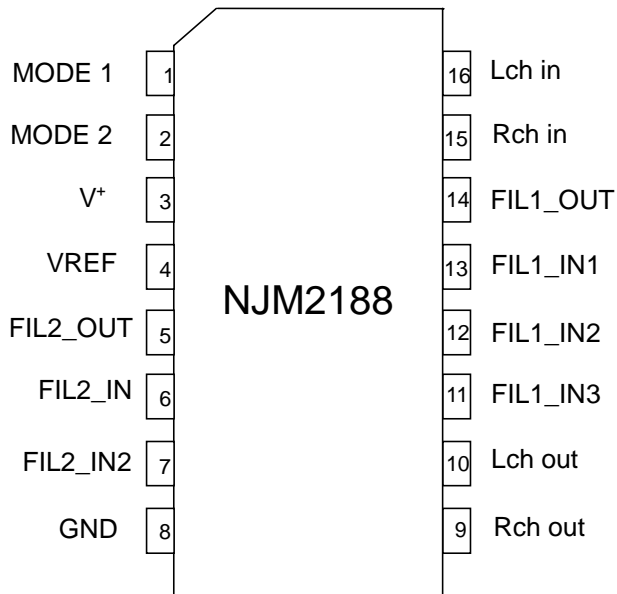 MODE 1 1 16 Lch in
MODE 2 2 15 Rch in
V+ 3 14 FIL1_OUT
VREF 4 13 FIL1_IN1
NJM2188
FIL2_OUT 5 12 FIL1_IN2
FIL2_IN 6 11 FIL1_IN3
FIL2_IN2 7 10 Lch out
GND 8 9 Rch out